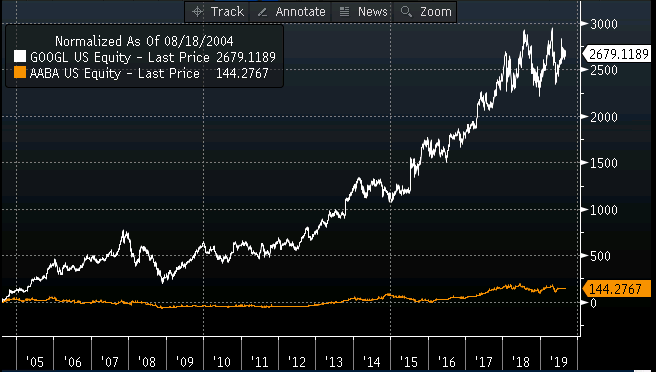 Track Annotate News Zoom
Normalized As Of 08/18/2004
GOOGL US Equity - Last Price 2679.1189
AABA US Equity - Last Price 144.2767
3000
2679.1189
2500
2000
1500
1000
500
144.2767
0
'05 '06 '07 '08 '09 '10 '11 '12 '13 '14 '15 '16 '17 '18 '19